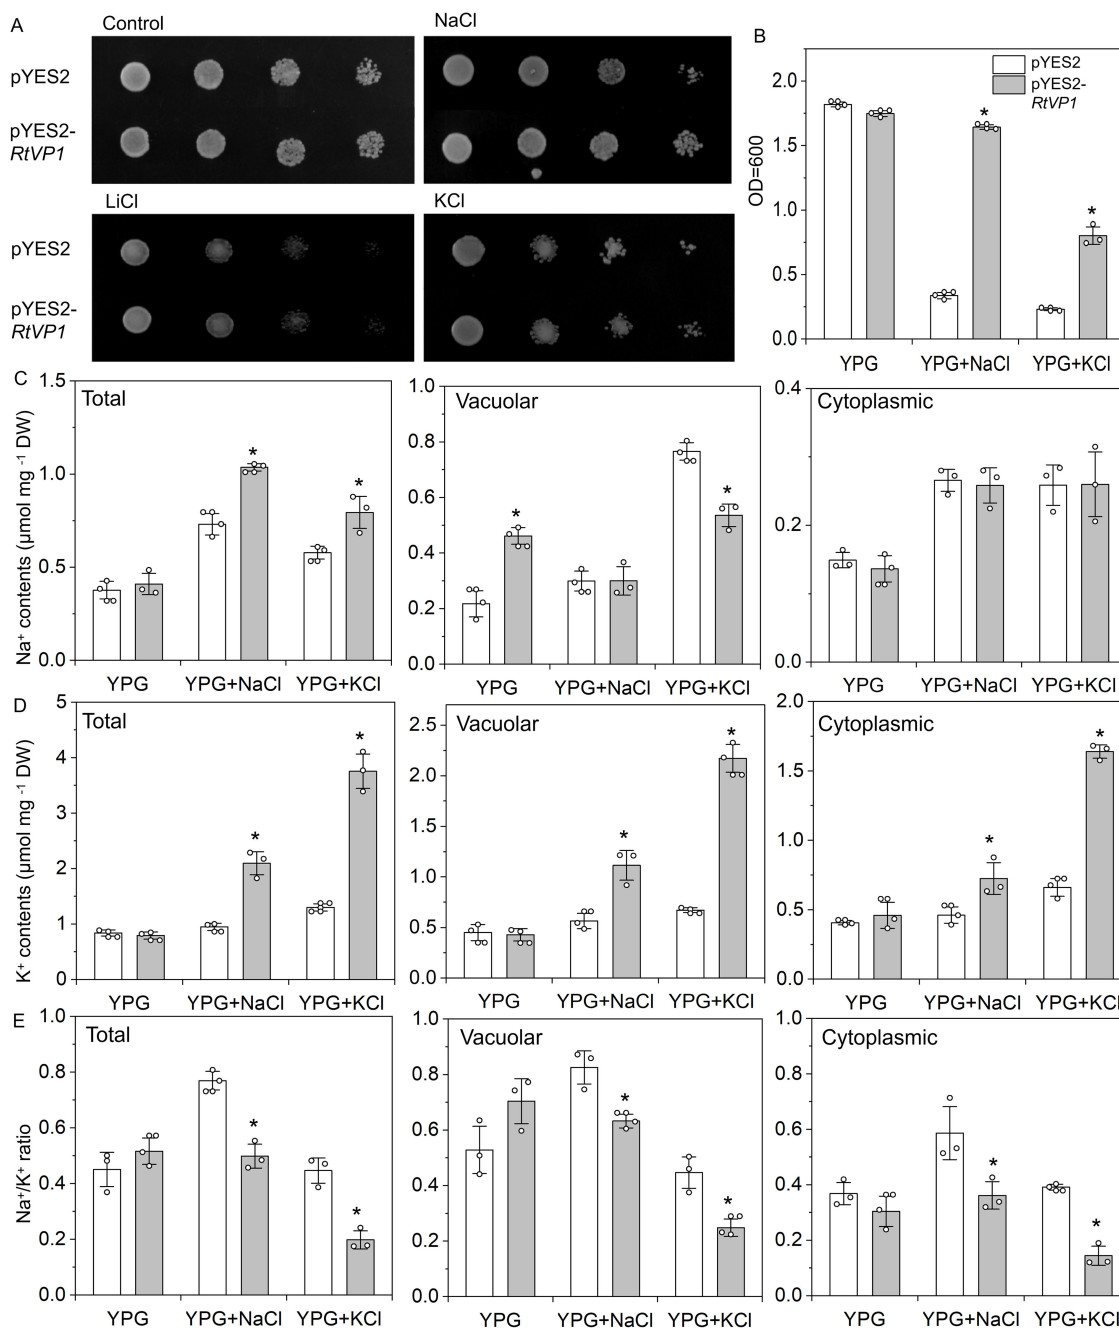 A
Control
NaCl
pYES2
pYES2-
RtVP1
LiCl
KCl
pYES2
pYES2-
RtVP1
B
pYES2
pYES2-
RtVP1
OD=600
2.0
1.5
1.0
0.5
0.0
*
*
YPG
YPG+NaCl
YPG+KCl
C
Na⁺ contents (μmol mg ⁻¹ DW)
Total
1.5
1.0
0.5
0.0
*
*
YPG
YPG+NaCl
YPG+KCl
Vacuolar
1.0
0.8
0.6
0.4
0.2
0.0
*
*
YPG
YPG+NaCl
YPG+KCl
Cytoplasmic
0.4
0.2
0.0
YPG
YPG+NaCl
YPG+KCl
D
K⁺ contents (μmol mg ⁻¹ DW)
Total
5
4
3
2
1
0
*
*
YPG
YPG+NaCl
YPG+KCl
Vacuolar
2.5
2.0
1.5
1.0
0.5
0.0
*
*
YPG
YPG+NaCl
YPG+KCl
Cytoplasmic
2.0
1.5
1.0
0.5
0.0
*
*
YPG
YPG+NaCl
YPG+KCl
E
Na⁺/K⁺ ratio
Total
1.0
0.8
0.6
0.4
0.2
0.0
*
*
YPG
YPG+NaCl
YPG+KCl
Vacuolar
1.0
0.8
0.6
0.4
0.2
0.0
*
*
YPG
YPG+NaCl
YPG+KCl
Cytoplasmic
1.0
0.8
0.6
0.4
0.2
0.0
*
*
YPG
YPG+NaCl
YPG+KCl